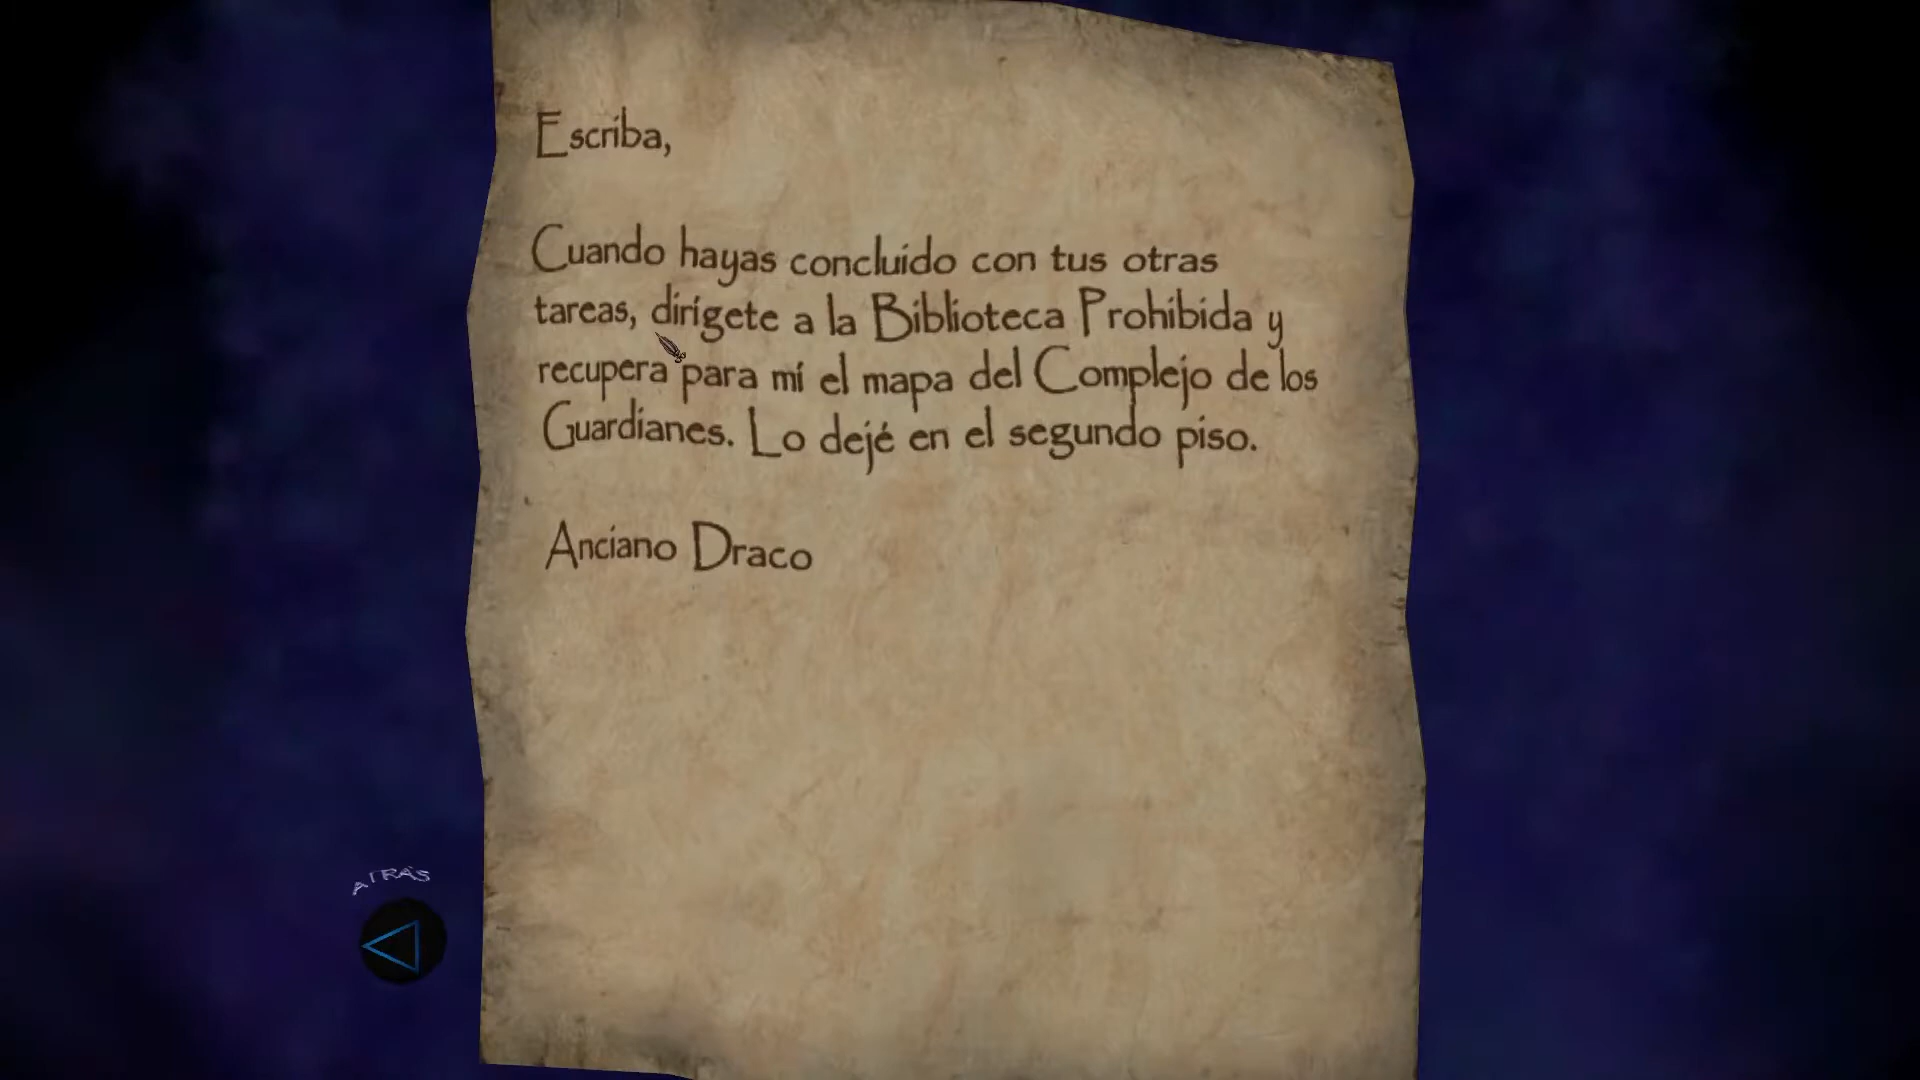 Escriba,
Cuando hayas concluido con tus otras
tareas, dirígete a la Biblioteca Prohibida y
recupera para mí el mapa del Complejo de los
Guardianes. Lo dejé en el segundo piso.
Anciano Draco
ATRÁS